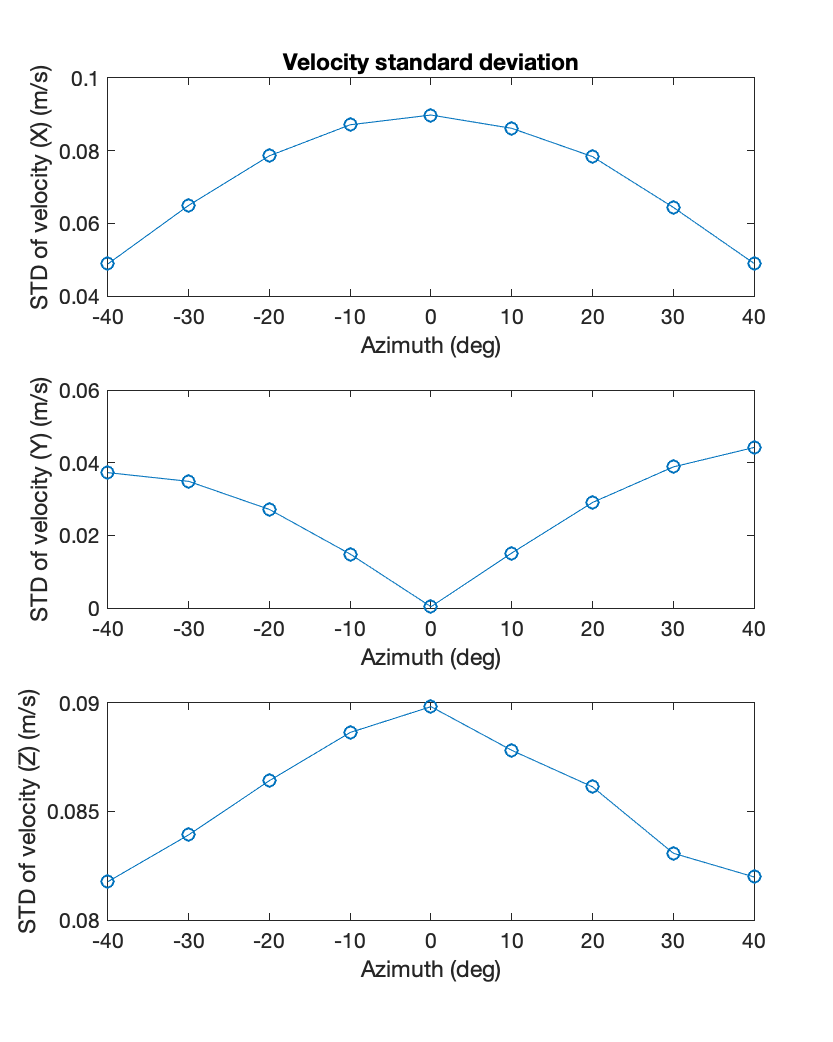 Velocity standard deviation
STD of velocity (X) (m/s)
0.1
0.08
0.06
0.04
-40 -30 -20 -10 0 10 20 30 40
Azimuth (deg)
STD of velocity (Y) (m/s)
0.06
0.04
0.02
0
-40 -30 -20 -10 0 10 20 30 40
Azimuth (deg)
STD of velocity (Z) (m/s)
0.09
0.085
0.08
-40 -30 -20 -10 0 10 20 30 40
Azimuth (deg)